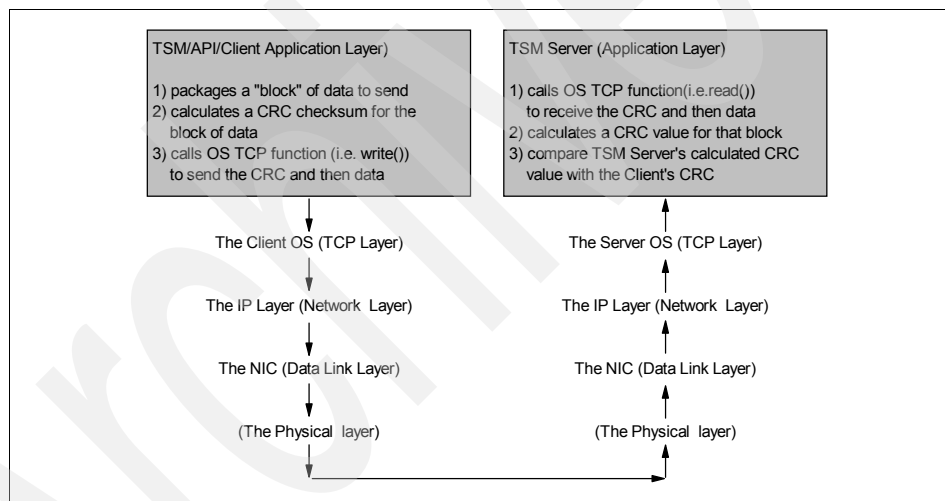 TSM/API/Client Application Layer)
1) packages a "block" of data to send
2) calculates a CRC checksum for the
block of data
3) calls OS TCP function (i.e. write())
to send the CRC and then data
The Client OS (TCP Layer)
The IP Layer (Network Layer)
The NIC (Data Link Layer)
(The Physical layer)
TSM Server (Application Layer)
1) calls OS TCP function(i.e.read())
to receive the CRC and then data
2) calculates a CRC value for that block
3) compare TSM Server's calculated CRC
value with the Client's CRC
The Server OS (TCP Layer)
The IP Layer (Network Layer)
The NIC (Data Link Layer)
(The Physical layer)